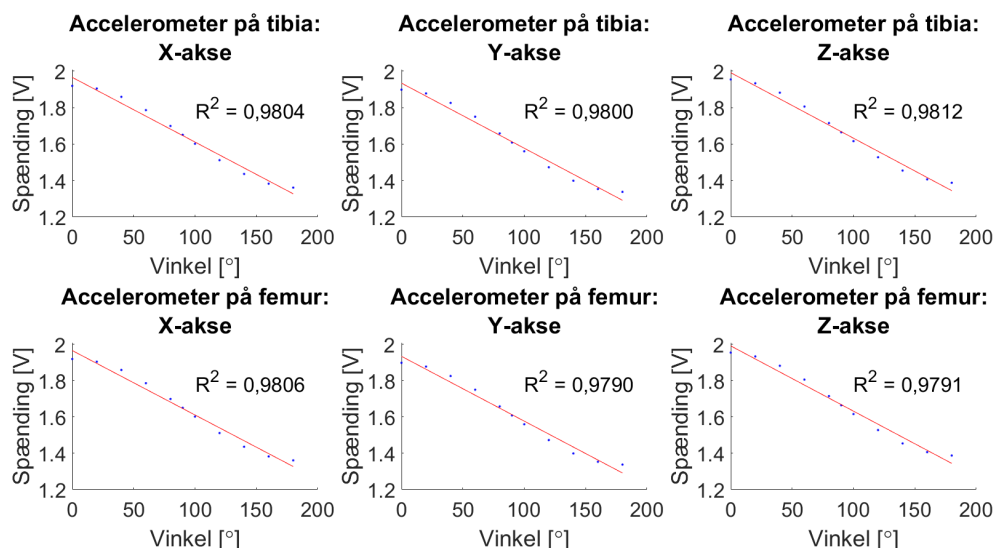 Accelerometer på tibia:
X-akse
Spænding [V]
2
1.8
1.6
1.4
1.2
R² = 0,9804
0 50 100 150 200
Vinkel [°]
Accelerometer på tibia:
Y-akse
Spænding [V]
2
1.8
1.6
1.4
1.2
R² = 0,9800
0 50 100 150 200
Vinkel [°]
Accelerometer på tibia:
Z-akse
Spænding [V]
2
1.8
1.6
1.4
1.2
R² = 0,9812
0 50 100 150 200
Vinkel [°]
Accelerometer på femur:
X-akse
Spænding [V]
2
1.8
1.6
1.4
1.2
R² = 0,9806
0 50 100 150 200
Vinkel [°]
Accelerometer på femur:
Y-akse
Spænding [V]
2
1.8
1.6
1.4
1.2
R² = 0,9790
0 50 100 150 200
Vinkel [°]
Accelerometer på femur:
Z-akse
Spænding [V]
2
1.8
1.6
1.4
1.2
R² = 0,9791
0 50 100 150 200
Vinkel [°]